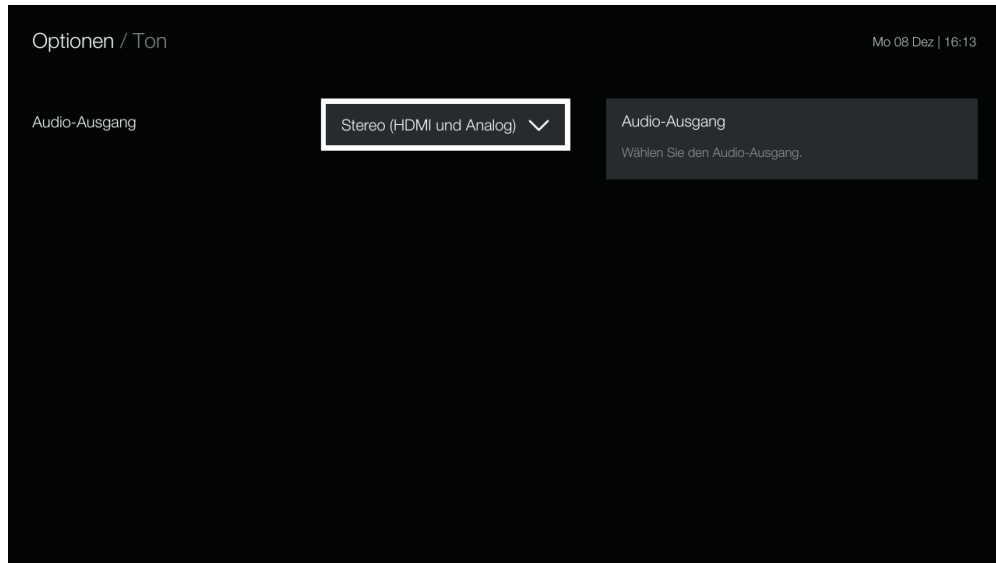 Optionen / Ton
Mo 08 Dez | 16:13
Audio-Ausgang
Stereo (HDMI und Analog)
Audio-Ausgang
Wählen Sie den Audio-Ausgang.